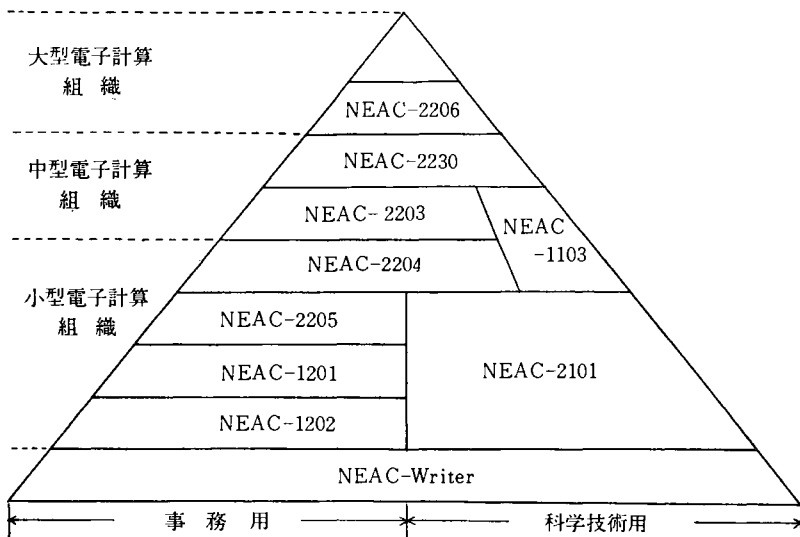 大型電子計算
組織
NEAC-2206
中型電子計算
組織
NEAC-2230
NEAC-2203
NEAC
-1103
NEAC-2204
小型電子計算
組織
NEAC-2205
NEAC-1201
NEAC-2101
NEAC-1202
NEAC-Writer
事務用
科学技術用